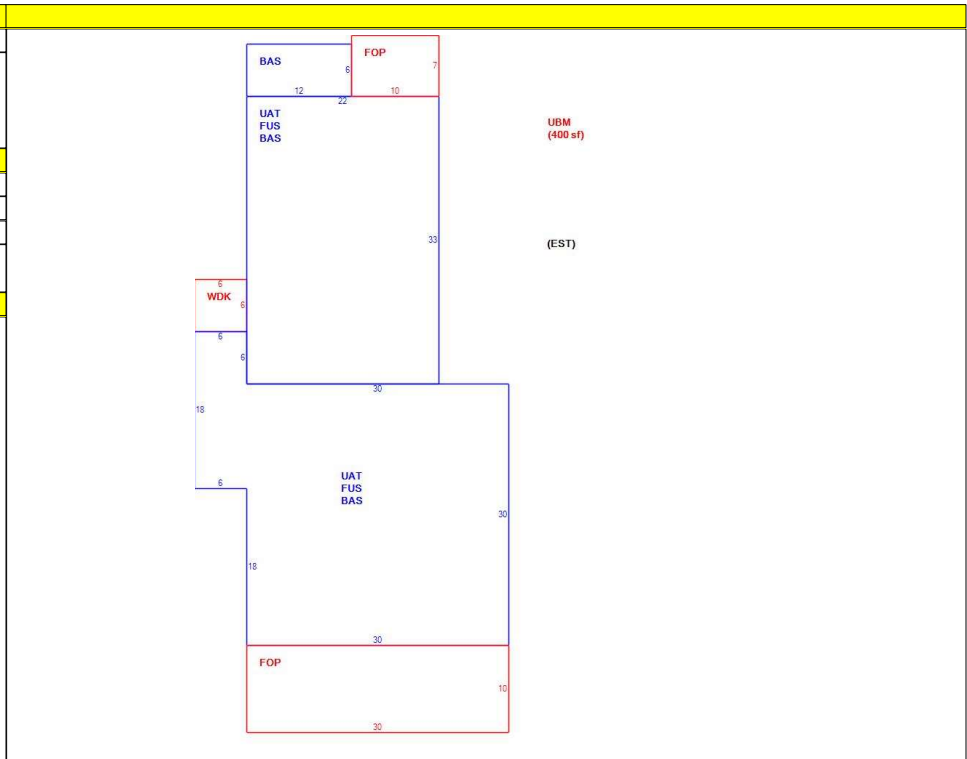 FOP
BAS
6
7
12
10
22
UAT
FUS
BAS
UBM
(400 sf)
33
(EST)
6
WDK
6
6
6
30
18
UAT
FUS
BAS
6
30
18
30
FOP
10
30